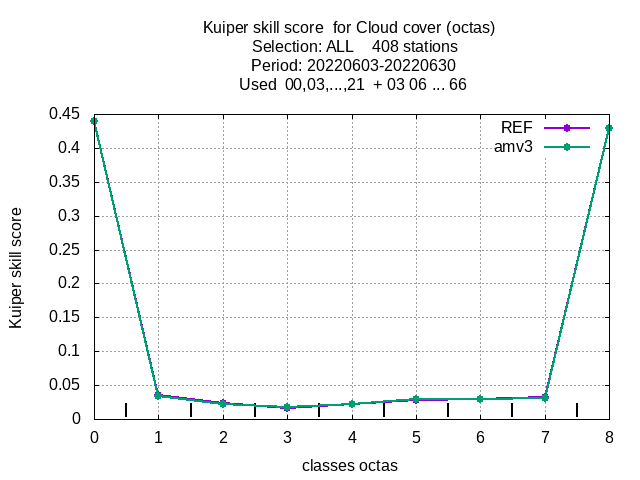 Kuiper skill score  for Cloud cover (octas)
Selection: ALL    408 stations
Period: 20220603-20220630
Used  00,03,...,21  + 03 06 ... 66
REF
amv3
0.45
0.4
0.35
0.3
0.25
0.2
0.15
0.1
0.05
0
Kuiper skill score
0 1 2 3 4 5 6 7 8
classes octas